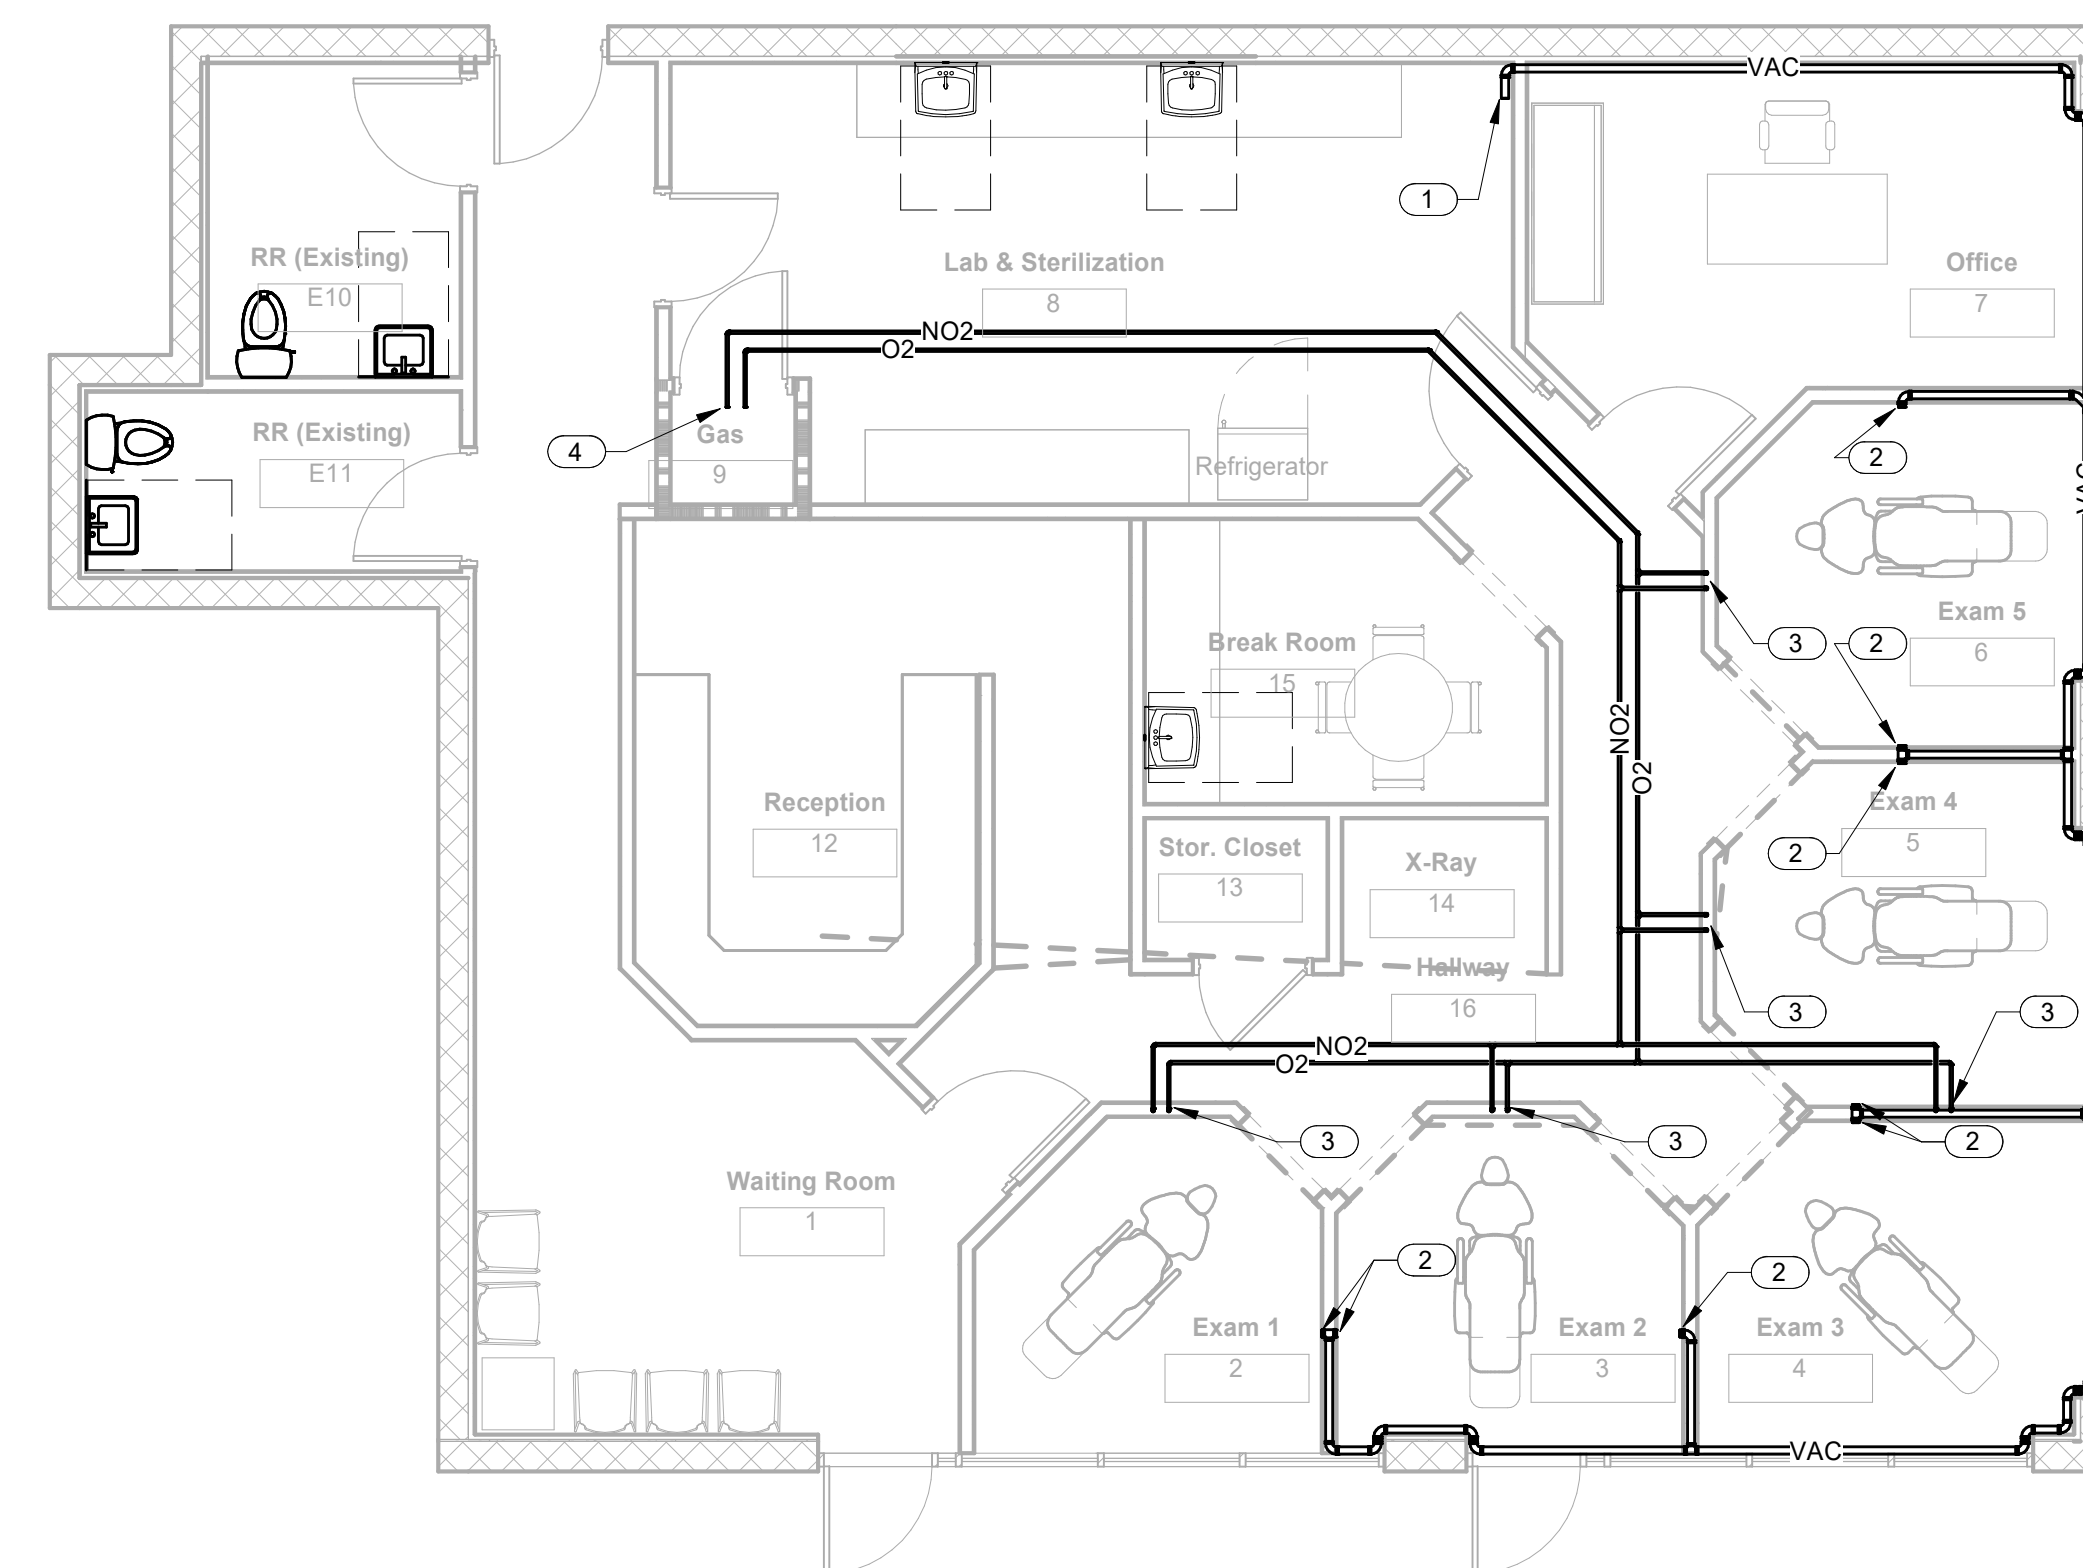 VAC
1
RR (Existing)
E10
Lab & Sterilization
8
Office
7
NO2
O2
4
Gas
9
RR (Existing)
E11
Refrigerator
2
VAC
Exam 5
6
3
2
Break Room
15
NO2
O2
Reception
12
Exam 4
5
2
Stor. Closet
13
X-Ray
14
Hallway
16
3
3
NO2
O2
3
3
2
Waiting Room
1
2
2
Exam 1
2
Exam 2
3
Exam 3
4
VAC